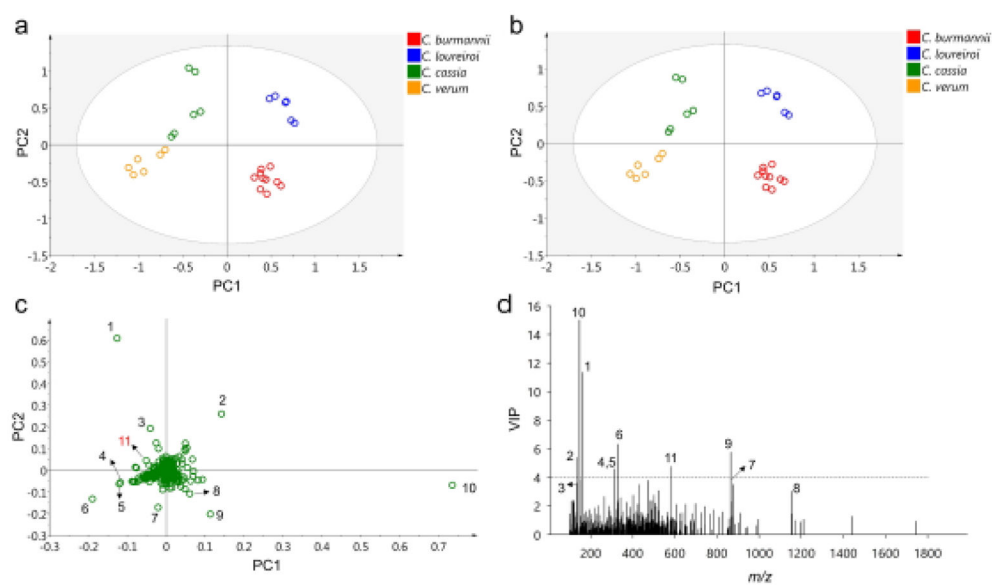 a
C. burmannii
C. loureiroi
C. cassia
C. verum
PC2
1
0.5
0
-0.5
-1
-1.5
-2 -1.5 -1 -0.5 0 0.5 1 1.5
PC1
b
C. burmannii
C. loureiroi
C. cassia
C. verum
PC2
1
0.5
0
-0.5
-1
-1.5
-2 -1.5 -1 -0.5 0 0.5 1 1.5
PC1
c
PC2
0.6
0.5
0.4
0.3
0.2
0.1
0
-0.1
-0.2
-0.3
1
2
3
11
4
5
6
7
8
9
10
-0.3 -0.2 -0.1 0 0.1 0.2 0.3 0.4 0.5 0.6 0.7
PC1
d
VIP
16
14
12
10
8
6
4
2
0
10
1
2
3
4,5
6
11
9
7
8
200 400 600 800 1000 1200 1400 1600 1800
m/z